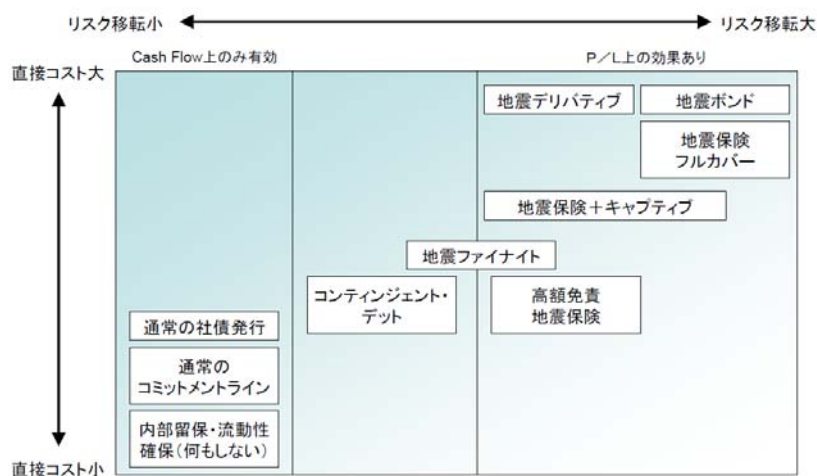 リスク移転小
リスク移転大
Cash Flow上のみ有効
P/L上の効果あり
直接コスト大
地震デリバティブ
地震ボンド
地震保険
フルカバー
地震保険+キャプティブ
地震ファイナイト
コンティンジェント・
デット
高額免責
地震保険
通常の社債発行
通常の
コミットメントライン
内部留保・流動性
確保(何もしない)
直接コスト小